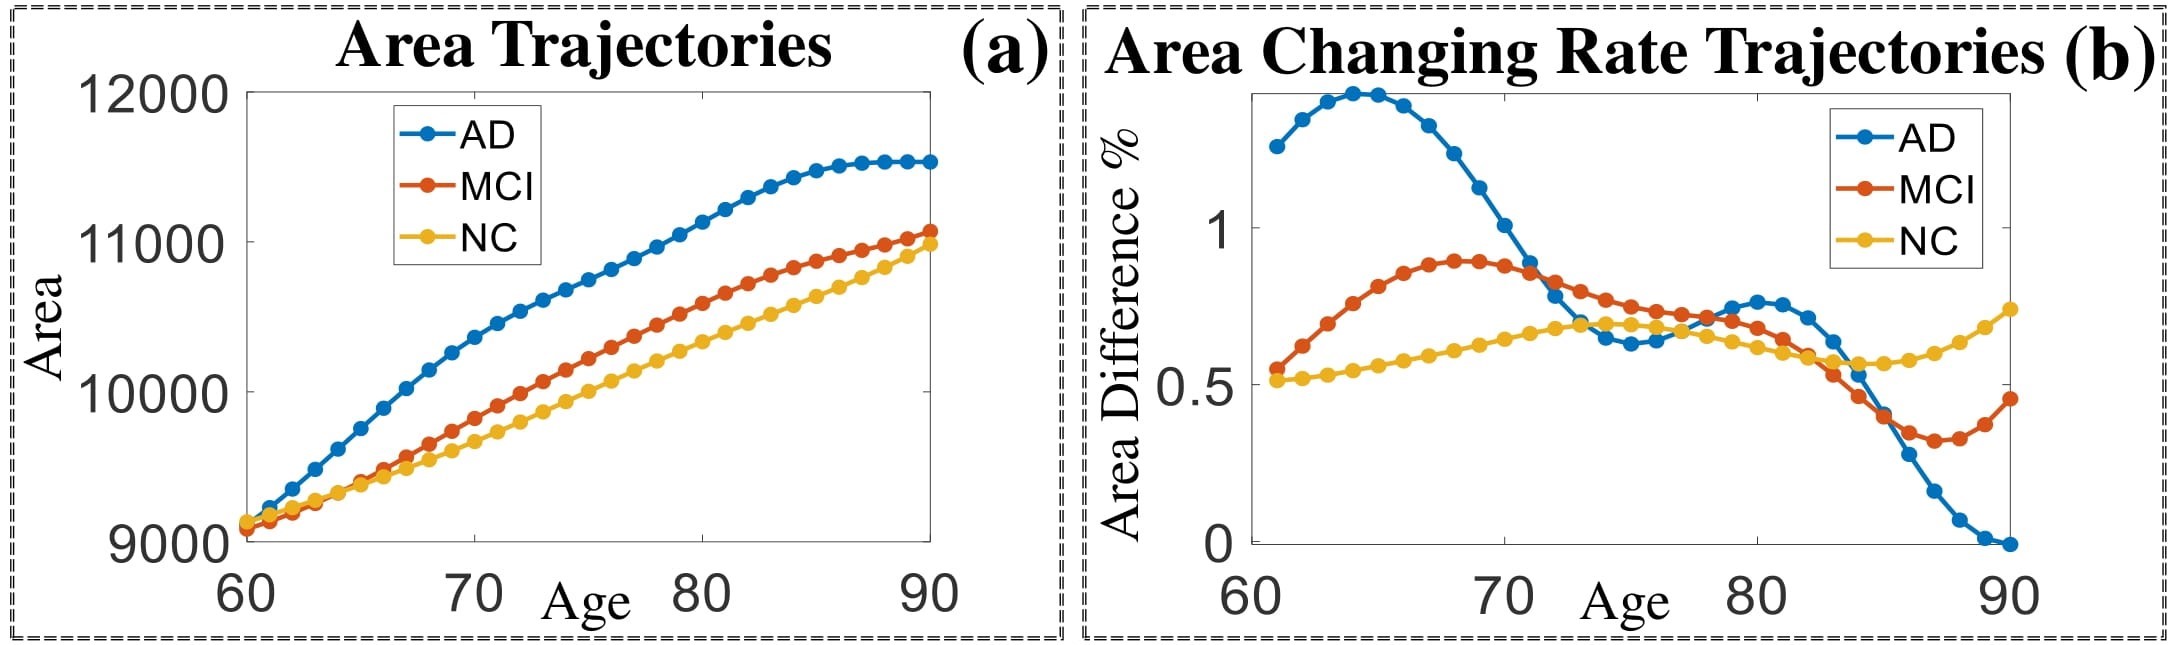 Area Trajectories (a)
12000
11000
10000
9000
Area
AD
MCI
NC
60 70 80 90
Age
Area Changing Rate Trajectories (b)
1
0.5
0
Area Difference %
AD
MCI
NC
60 70 80 90
Age